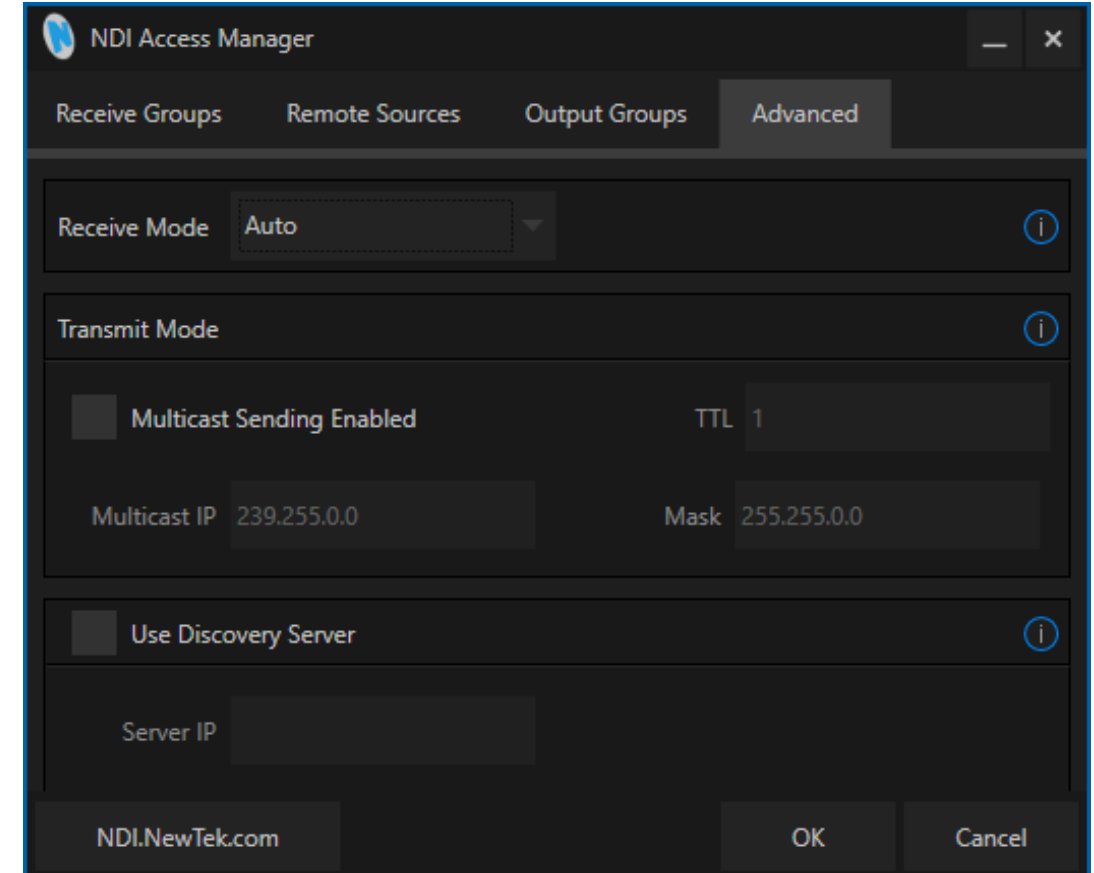 NDI Access Manager
Receive Groups Remote Sources Output Groups Advanced
Receive Mode Auto
Transmit Mode
Multicast Sending Enabled TTL 1
Multicast IP 239.255.0.0 Mask 255.255.0.0
Use Discovery Server
Server IP
NDI.NewTek.com OK Cancel